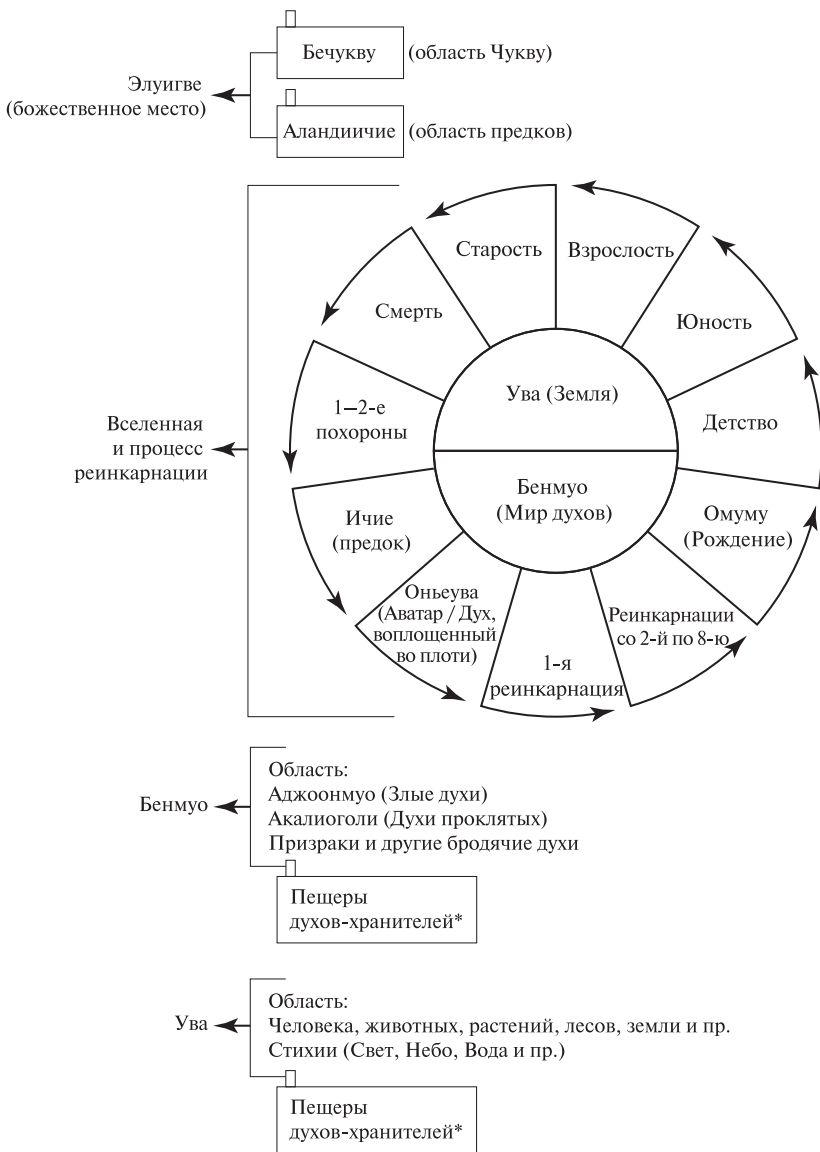 Элуигве
(божественное место)
Бечукву
(область Чукву)
Аландиичие
(область предков)
Вселенная
и процесс
реинкарнации
Старость
Взрослость
Смерть
Юность
1–2-е
похороны
Ува (Земля)
Детство
Бенмуо
(Мир духов)
Ичие
(предок)
Омуму
(Рождение)
Оньеува
(Аватар / Дух,
воплощенный
во плоти)
1-я
реинкарнация
Реинкарнации
со 2-й по 8-ю
Бенмуо
Область:
Аджоонмуо (Злые духи)
Акалиоголи (Духи проклятых)
Призраки и другие бродячие духи
Пещеры
духов-хранителей*
Ува
Область:
Человека, животных, растений, лесов, земли и пр.
Стихии (Свет, Небо, Вода и пр.)
Пещеры
духов-хранителей*